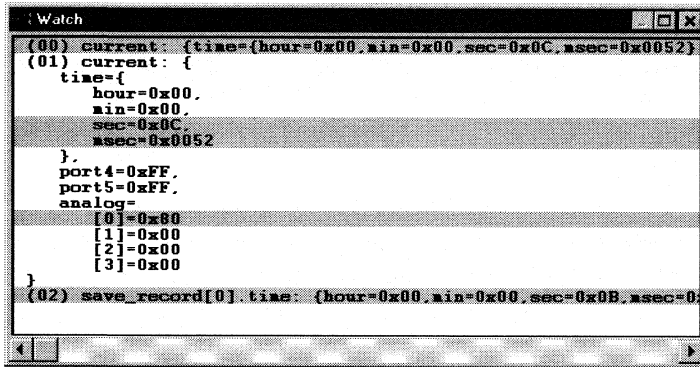 Watch
(00) current: {time={hour=0x00,min=0x00,sec=0x0C,msec=0x0052}
(01) current: {
time={
hour=0x00,
min=0x00,
sec=0x0C,
msec=0x0052
},
port4=0xFF,
port5=0xFF,
analog=
[0]=0x80
[1]=0x00
[2]=0x00
[3]=0x00
}
(02) save_record[0].time: {hour=0x00,min=0x00,sec=0x0B,msec=0